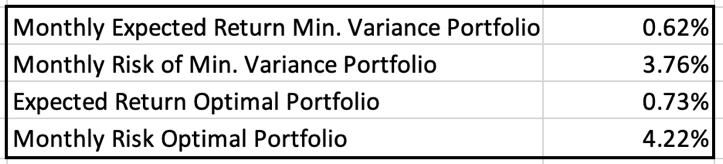 Monthly Expected Return Min. Variance Portfolio 0.62%
Monthly Risk of Min. Variance Portfolio 3.76%
Expected Return Optimal Portfolio 0.73%
Monthly Risk Optimal Portfolio 4.22%